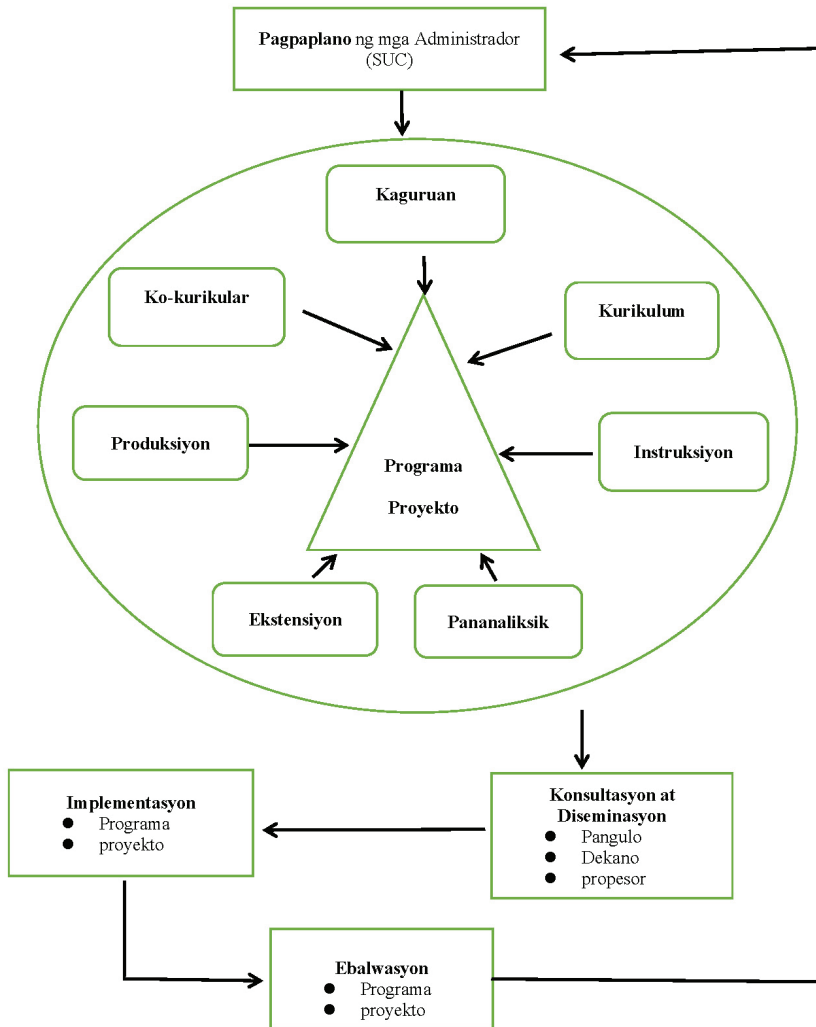 Pagpaplano ng mga Administrador
(SUC)
Kaguruan
Ko-kurikular
Kurikulum
Produksiyon
Instruksiyon
Programa
Proyekto
Ekstensiyon
Pananaliksik
Implementasyon
● Programa
● proyekto
Konsultasyon at
Diseminasyon
● Pangulo
● Dekano
● propesor
Ebalwasyon
● Programa
● proyekto